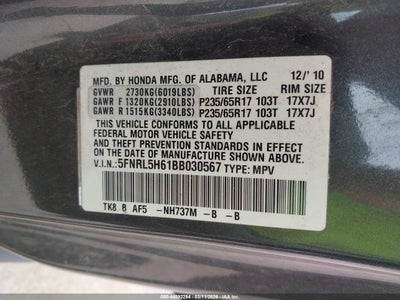 MFD. BY HONDA MFG. OF ALABAMA, LLC 12/'10
GVWR 2730KG(6019LBS) TIRE SIZE RIM SIZE
GAWR F 1320KG(2910LBS) P235/65R17 103T 17X7J
GAWR R 1515KG(3340LBS) P235/65R17 103T 17X7J
THIS VEHICLE CONFORMS TO ALL APPLICABLE
FEDERAL MOTOR VEHICLE SAFETY AND
THEFT PREVENTION STANDARDS IN EFFECT
ON THE DATE OF MANUFACTURE SHOWN ABOVE.
V.I.N.:5FNRL5H61BB030567 TYPE: MPV
TK8 B AF5 -NH737M -B -B